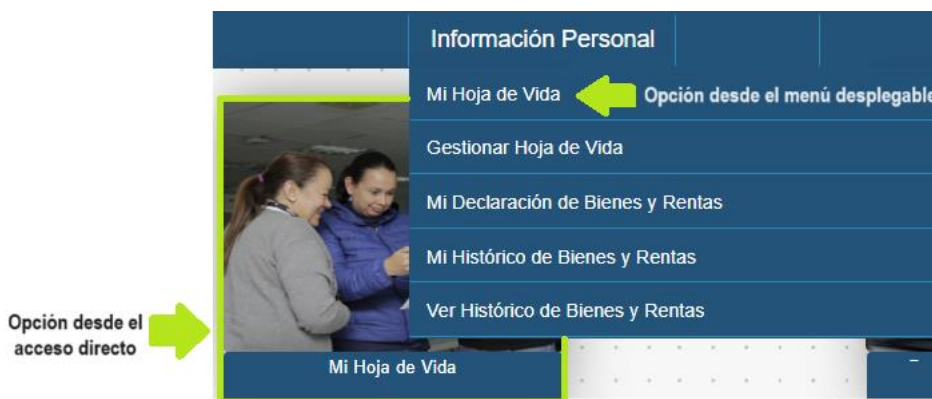 Información Personal
Mi Hoja de Vida
Opción desde el menú desplegable
Gestionar Hoja de Vida
Mi Declaración de Bienes y Rentas
Mi Histórico de Bienes y Rentas
Ver Histórico de Bienes y Rentas
Opción desde el
acceso directo
Mi Hoja de Vida